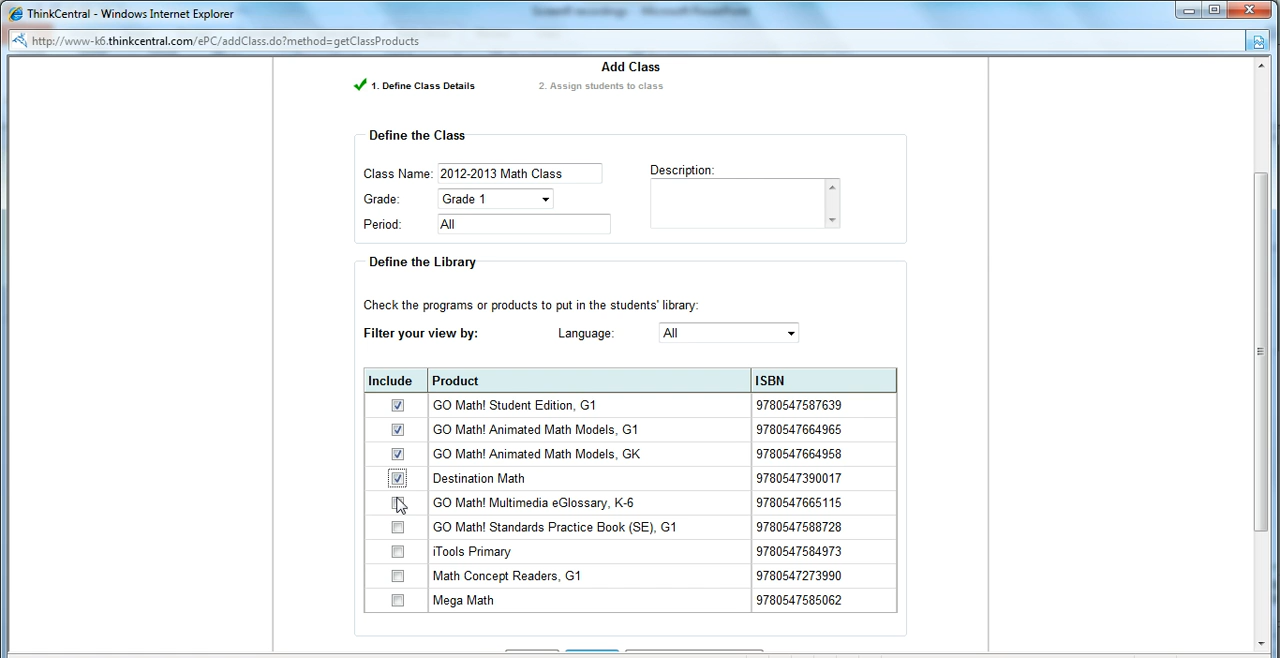 ThinkCentral - Windows Internet Explorer
http://www-k6.thinkcentral.com/ePC/addClass.do?method=getClassProducts
Add Class
1. Define Class Details 2. Assign students to class
Define the Class
Class Name: 2012-2013 Math Class Description:
Grade: Grade 1
Period: All
Define the Library
Check the programs or products to put in the students' library:
Filter your view by: Language: All
Include Product ISBN
GO Math! Student Edition, G1 9780547587639
GO Math! Animated Math Models, G1 9780547664965
GO Math! Animated Math Models, GK 9780547664958
Destination Math 9780547390017
GO Math! Multimedia eGlossary, K-6 9780547665115
GO Math! Standards Practice Book (SE), G1 9780547588728
iTools Primary 9780547584973
Math Concept Readers, G1 9780547273990
Mega Math 9780547585062